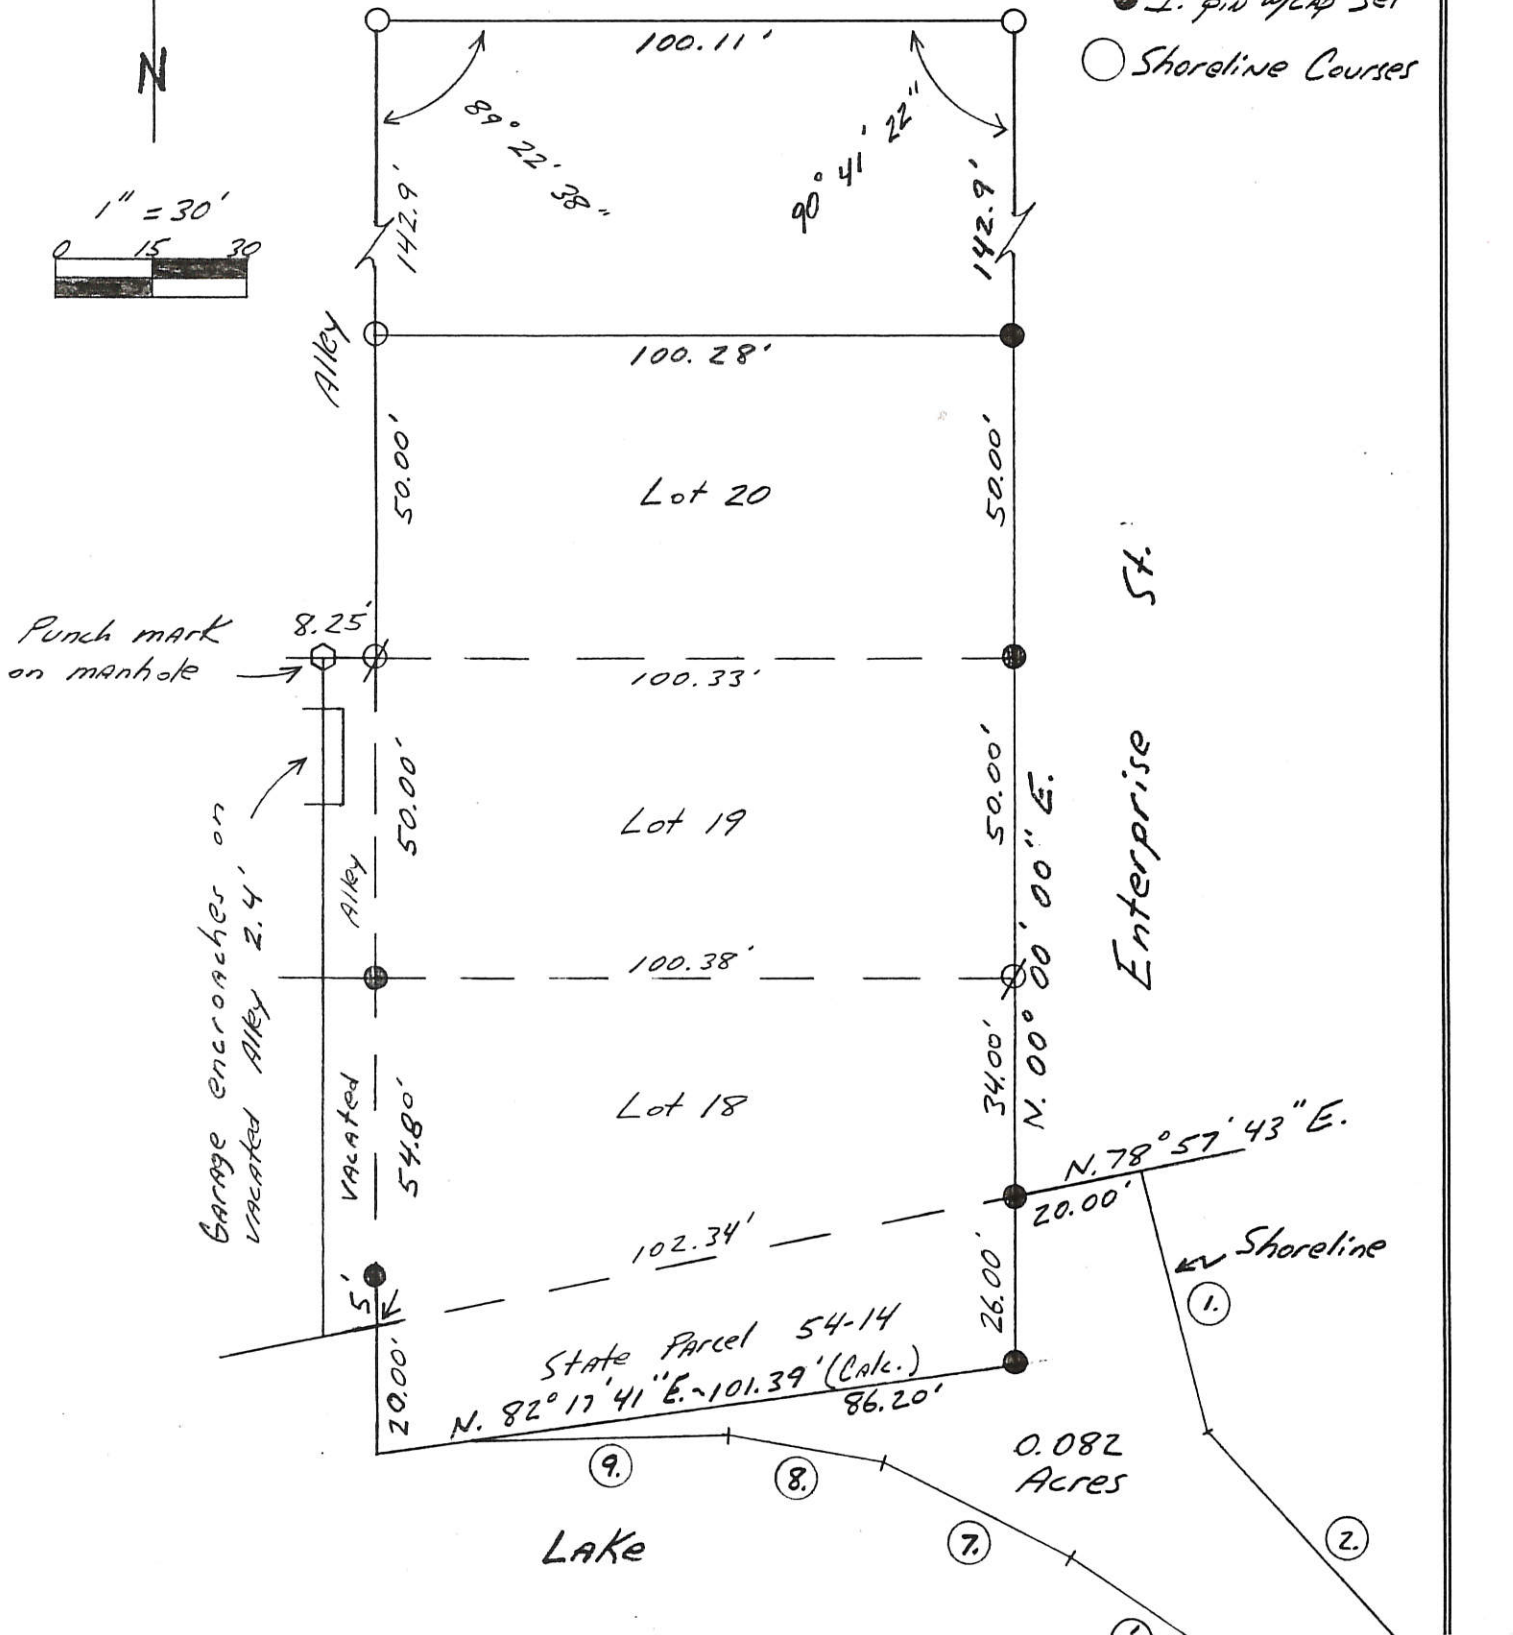 I. pin w/cap set
Shoreline Courses
N
1" = 30'
0 15 30
100.11'
89° 22' 38"
90° 41' 22"
142.9'
142.9'
Alley
100.28'
50.00'
50.00'
Lot 20
St.
Enterprise
Punch mark
on manhole
8.25'
100.33'
50.00'
50.00'
Lot 19
Garage encroaches on
vacated Alley 2.4'
Alley
vacated
100.38'
N. 00° 00' 00" E.
34.00'
54.80'
Lot 18
N. 78° 57' 43" E.
20.00'
102.34'
Shoreline
1.
5'
26.00'
20.00'
State Parcel 54-14
N. 82° 17' 41" E. ~ 101.39' (Calc.)
86.20'
0.082
Acres
9.
8.
7.
2.
Lake